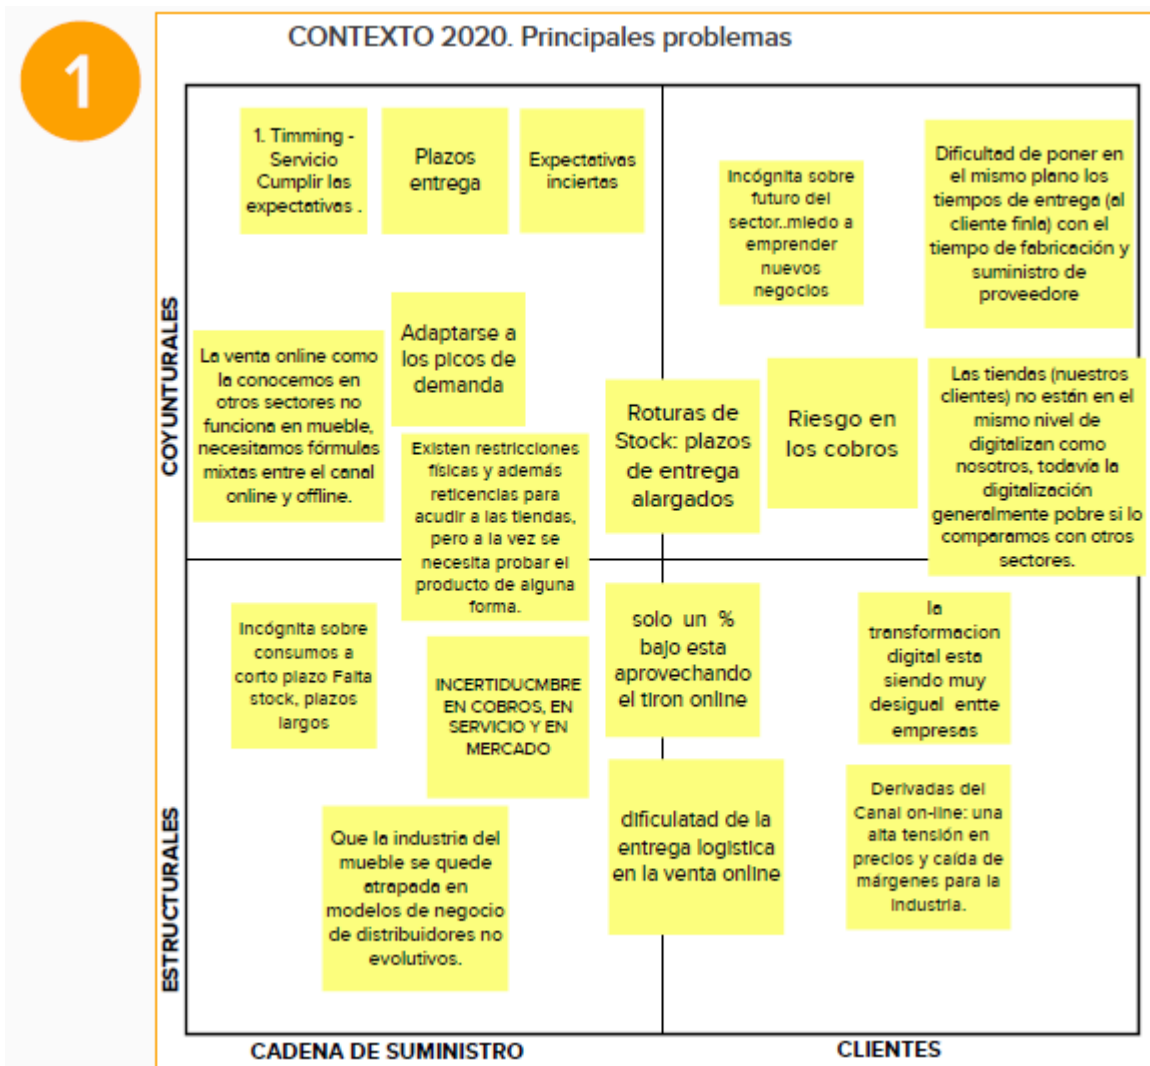 1
CONTEXTO 2020. Principales problemas
COYUNTURALES
1. Timming -
Servicio
Cumplir las
expectativas .
Plazos
entrega
Expectativas
inciertas
Incógnita sobre
futuro del
sector..miedo a
emprender
nuevos
negocios
Dificultad de poner en
el mismo plano los
tiempos de entrega (al
cliente finla) con el
tiempo de fabricación y
suministro de
proveedore
La venta online como
la conocemos en
otros sectores no
funciona en mueble,
necesitamos fórmulas
mixtas entre el canal
online y offline.
Adaptarse a
los picos de
demanda
Existen restricciones
físicas y además
reticencias para
acudir a las tiendas,
pero a la vez se
necesita probar el
producto de alguna
forma.
Roturas de
Stock: plazos
de entrega
alargados
Riesgo en
los cobros
Las tiendas (nuestros
clientes) no están en el
mismo nivel de
digitalizan como
nosotros, todavía la
digitalización
generalmente pobre si lo
comparamos con otros
sectores.
ESTRUCTURALES
Incógnita sobre
consumos a
corto plazo Falta
stock, plazos
largos
INCERTIDUCMBRE
EN COBROS, EN
SERVICIO Y EN
MERCADO
solo un %
bajo esta
aprovechando
el tiron online
la
transformacion
digital esta
siendo muy
desigual entte
empresas
Que la industria del
mueble se quede
atrapada en
modelos de negocio
de distribuidores no
evolutivos.
dificulatad de la
entrega logistica
en la venta online
Derivadas del
Canal on-line: una
alta tensión en
precios y caída de
márgenes para la
industria.
CADENA DE SUMINISTRO
CLIENTES